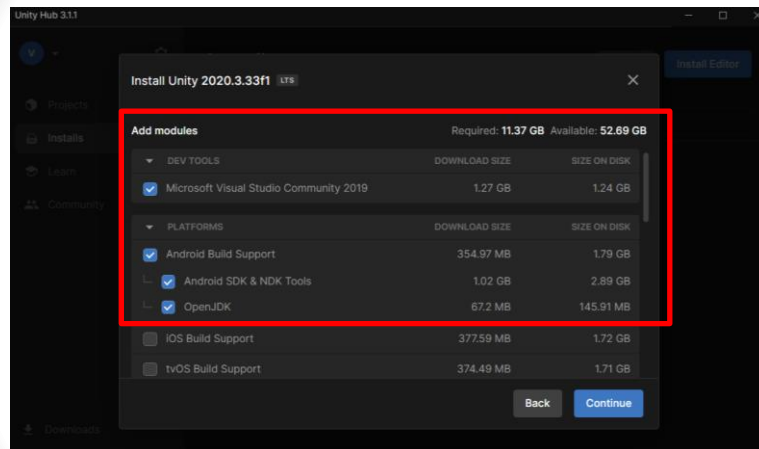 Unity Hub 3.1.1
V
Install Editor
Install Unity 2020.3.33f1 LTS
Projects
Installs
Learn
Community
Add modules Required: 11.37 GB Available: 52.69 GB
DEV TOOLS DOWNLOAD SIZE SIZE ON DISK
Microsoft Visual Studio Community 2019 1.27 GB 1.24 GB
PLATFORMS DOWNLOAD SIZE SIZE ON DISK
Android Build Support 354.97 MB 1.79 GB
Android SDK & NDK Tools 1.02 GB 2.89 GB
OpenJDK 67.2 MB 145.91 MB
iOS Build Support 377.59 MB 1.72 GB
tvOS Build Support 374.49 MB 1.71 GB
Back Continue
Downloads